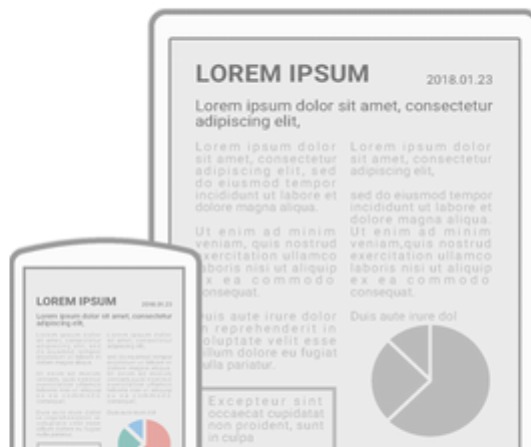 LOREM IPSUM
2018.01.23
Lorem ipsum dolor sit amet, consectetur
adipiscing elit,
Lorem ipsum dolor
sit amet, consectetur
adipiscing elit, sed
do eiusmod tempor
incididunt ut labore et
dolore magna aliqua.
Ut enim ad minim
veniam, quis nostrud
exercitation ullamco
laboris nisi ut aliquip
ex ea commodo
consequat.
Duis aute irure dolor
in reprehenderit in
voluptate velit esse
cillum dolore eu fugiat
nulla pariatur.
Excepteur sint
occaecat cupidatat
non proident, sunt
in culpa
Lorem ipsum dolor
sit amet, consectetur
adipiscing elit,
sed do eiusmod tempor
incididunt ut labore et
dolore magna aliqua.
Ut enim ad minim
veniam,quis nostrud
exercitation ullamco
laboris nisi ut aliquip
ex ea commodo
consequat.
Duis aute irure dol
LOREM IPSUM
2018.01.23
Lorem ipsum dolor sit amet, consectetur
adipiscing elit,